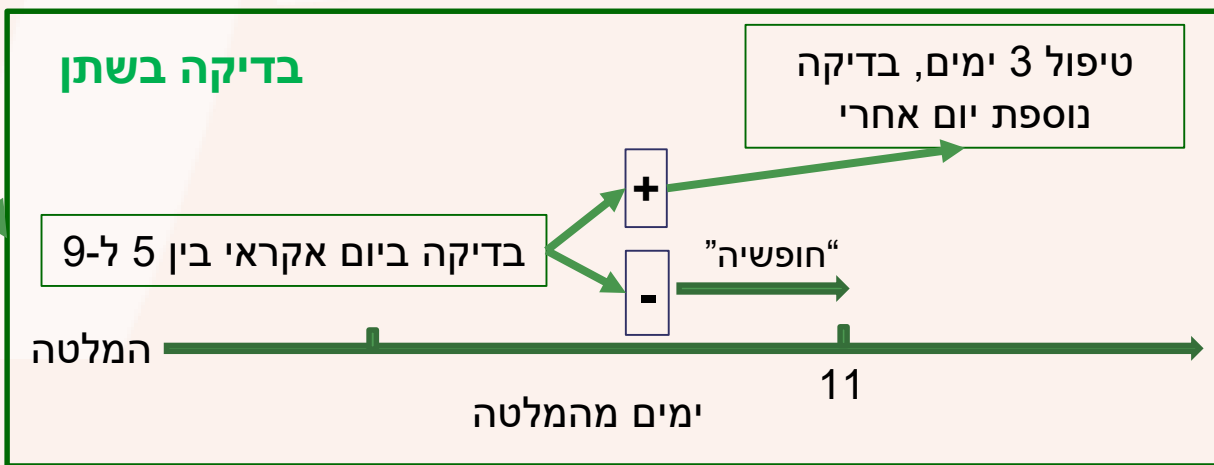 בדיקה בשתן
טיפול 3 ימים, בדיקה
נוספת יום אחרי
+
בדיקה ביום אקראי בין 5 ל-9
“חופשיה”
-
המלטה
11
ימים מהמלטה